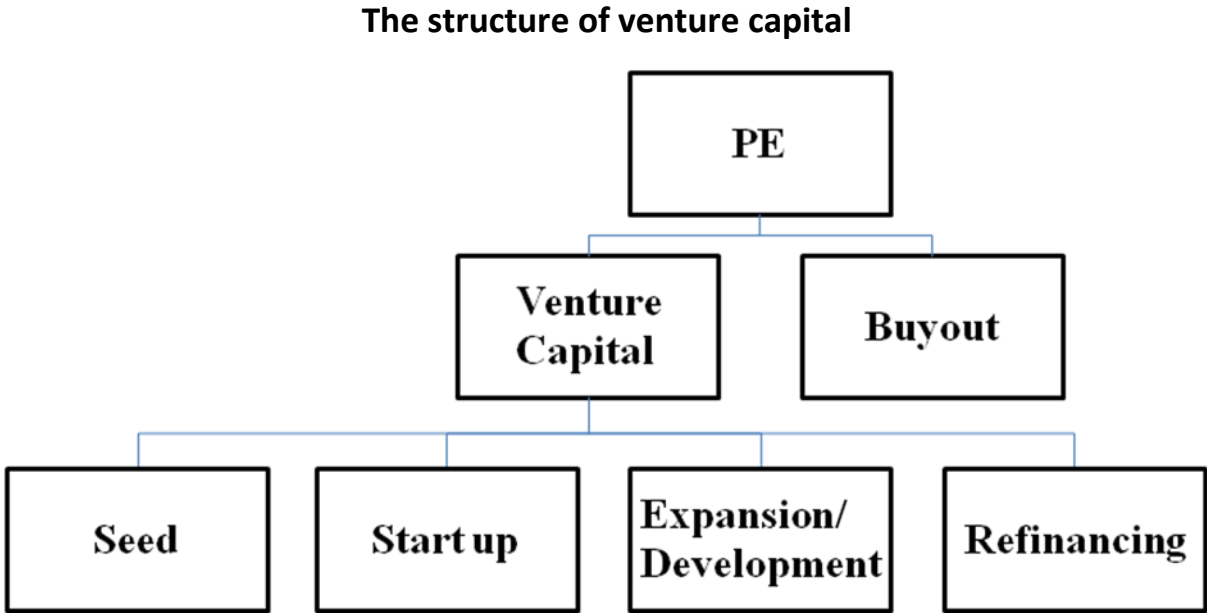 The structure of venture capital
PE
Venture
Capital
Buyout
Seed
Start up
Expansion/
Development
Refinancing